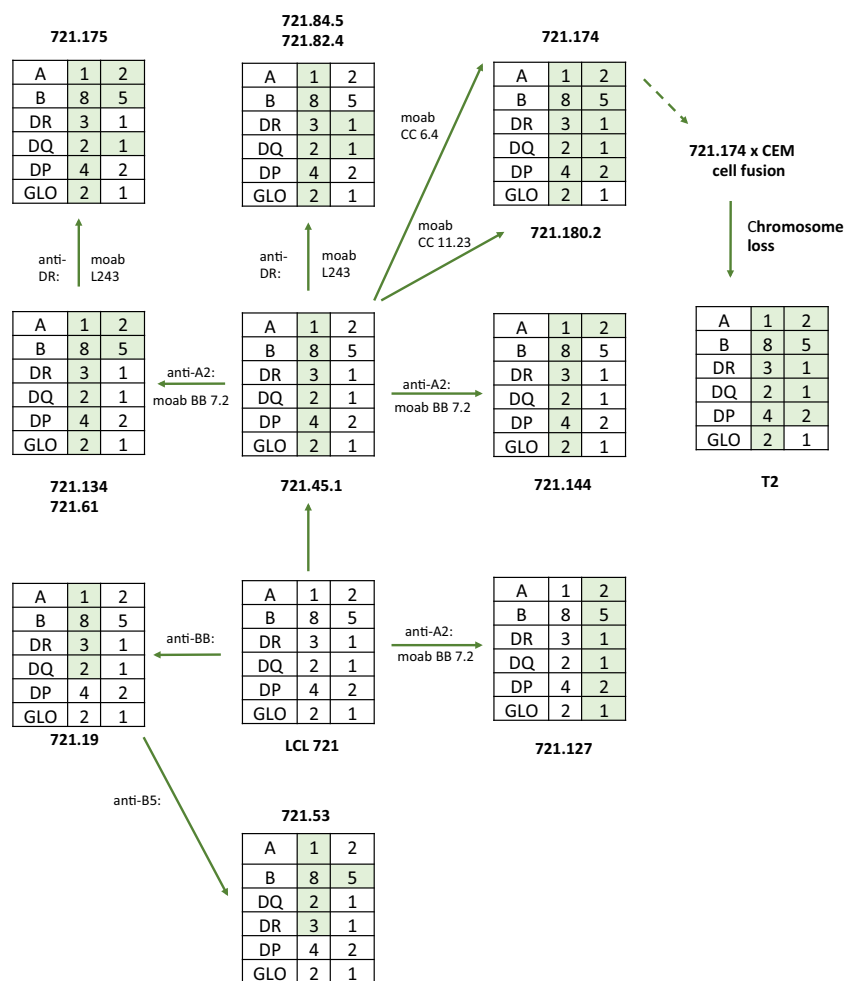 721.175
A 1 2
B 8 5
DR 3 1
DQ 2 1
DP 4 2
GLO 2 1
721.84.5
721.82.4
A 1 2
B 8 5
DR 3 1
DQ 2 1
DP 4 2
GLO 2 1
721.174
A 1 2
B 8 5
DR 3 1
DQ 2 1
DP 4 2
GLO 2 1
721.180.2
moab
CC 6.4
moab
CC 11.23
721.174 x CEM
cell fusion
Chromosome
loss
anti-
DR:
moab
L243
anti-
DR:
moab
L243
A 1 2
B 8 5
DR 3 1
DQ 2 1
DP 4 2
GLO 2 1
721.134
721.61
anti-A2:
moab BB 7.2
A 1 2
B 8 5
DR 3 1
DQ 2 1
DP 4 2
GLO 2 1
721.45.1
anti-A2:
moab BB 7.2
A 1 2
B 8 5
DR 3 1
DQ 2 1
DP 4 2
GLO 2 1
721.144
A 1 2
B 8 5
DR 3 1
DQ 2 1
DP 4 2
GLO 2 1
T2
A 1 2
B 8 5
DR 3 1
DQ 2 1
DP 4 2
GLO 2 1
721.19
anti-BB:
A 1 2
B 8 5
DR 3 1
DQ 2 1
DP 4 2
GLO 2 1
LCL 721
anti-A2:
moab BB 7.2
A 1 2
B 8 5
DR 3 1
DQ 2 1
DP 4 2
GLO 2 1
721.127
anti-B5:
721.53
A 1 2
B 8 5
DQ 2 1
DR 3 1
DP 4 2
GLO 2 1